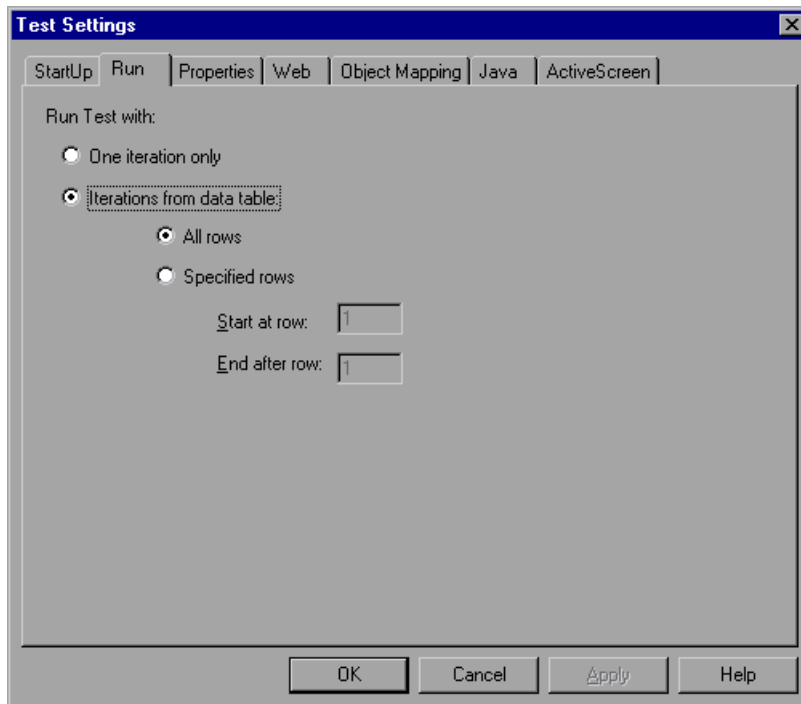 Test Settings
StartUp Run Properties Web Object Mapping Java ActiveScreen
Run Test with:
One iteration only
Iterations from data table:
All rows
Specified rows
Start at row: 1
End after row: 1
OK Cancel Apply Help